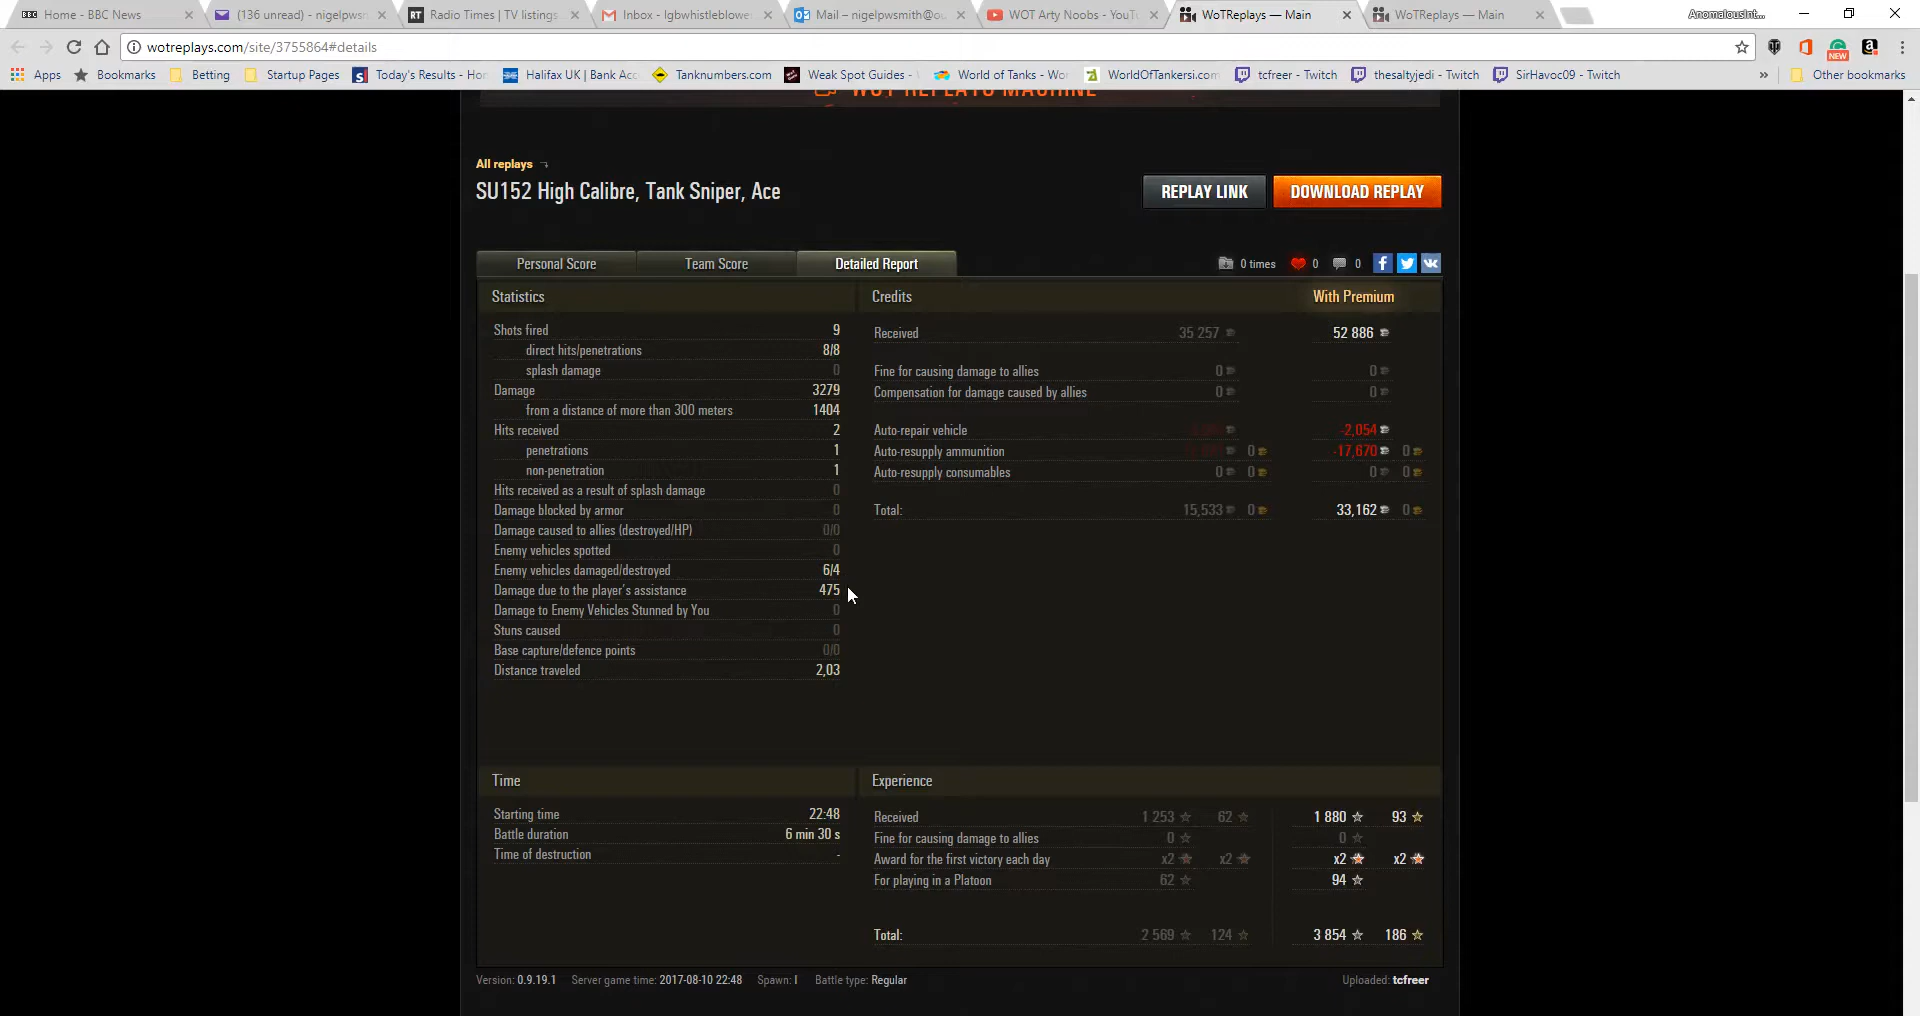 Home - BBC News
(136 unread) - nigelpwsm
Radio Times | TV listings
Inbox - lgbwhistleblowe
Mail – nigelpwsmith@ou
WOT Arty Noobs - YouTu
WoTReplays — Main
WoTReplays — Main
AnomalousInt...
wotreplays.com/site/3755864#details
NEW
Apps
Bookmarks
Betting
Startup Pages
Today's Results - Hor
Halifax UK | Bank Acc
Tanknumbers.com
Weak Spot Guides -
World of Tanks - Wor
WorldOfTankersi.com
tcfreer - Twitch
thesaltyjedi - Twitch
SirHavoc09 - Twitch
»
Other bookmarks
WOT REPLAYS MACHINE
All replays
SU152 High Calibre, Tank Sniper, Ace
REPLAY LINK
DOWNLOAD REPLAY
Personal Score
Team Score
Detailed Report
0 times
0
0
Statistics
Shots fired 9
direct hits/penetrations 8/8
splash damage 0
Damage 3279
from a distance of more than 300 meters 1404
Hits received 2
penetrations 1
non-penetration 1
Hits received as a result of splash damage 0
Damage blocked by armor 0
Damage caused to allies (destroyed/HP) 0/0
Enemy vehicles spotted 0
Enemy vehicles damaged/destroyed 6/4
Damage due to the player's assistance 475
Damage to Enemy Vehicles Stunned by You 0
Stuns caused 0
Base capture/defence points 0/0
Distance traveled 2,03
Credits With Premium
Received 35 257 52 886
Fine for causing damage to allies 0 0
Compensation for damage caused by allies 0 0
Auto-repair vehicle -2,054
Auto-resupply ammunition 0 -17,670 0
Auto-resupply consumables 0 0 0 0
Total: 15,533 0 33,162 0
Time
Starting time 22:48
Battle duration 6 min 30 s
Time of destruction -
Experience
Received 1 253 62 1 880 93
Fine for causing damage to allies 0 0
Award for the first victory each day x2 x2 x2 x2
For playing in a Platoon 62 94
Total: 2 569 124 3 854 186
Version: 0.9.19.1 Server game time: 2017-08-10 22:48 Spawn: I Battle type: Regular Uploaded: tcfreer